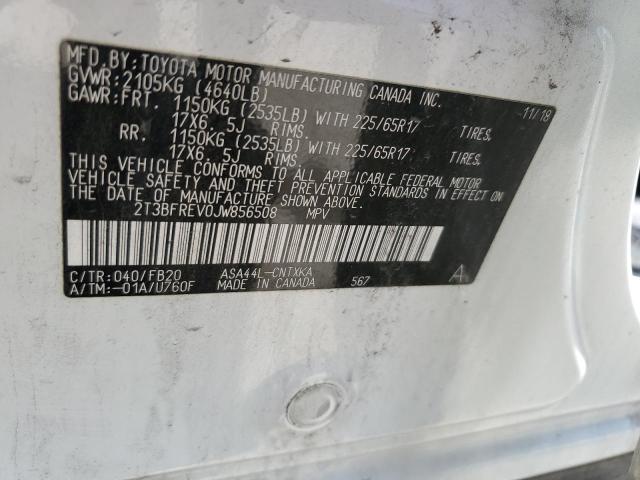 MFD.BY:TOYOTA MOTOR MANUFACTURING CANADA INC.
GVWR:2105KG (4640LB) 11/18
GAWR:FRT. 1150KG (2535LB) WITH 225/65R17 TIRES,
17X6.5J RIMS.
RR. 1150KG (2535LB) WITH 225/65R17 TIRES,
17X6.5J RIMS.
THIS VEHICLE CONFORMS TO ALL APPLICABLE FEDERAL MOTOR
VEHICLE SAFETY AND THEFT PREVENTION STANDARDS IN EFFECT ON
THE DATE OF MANUFACTURE SHOWN ABOVE.
2T3BFREV0JW856508 MPV
C/TR:040/FB20 ASA44L-CNTXKA
A/TM:-01A/U760F MADE IN CANADA 567 A